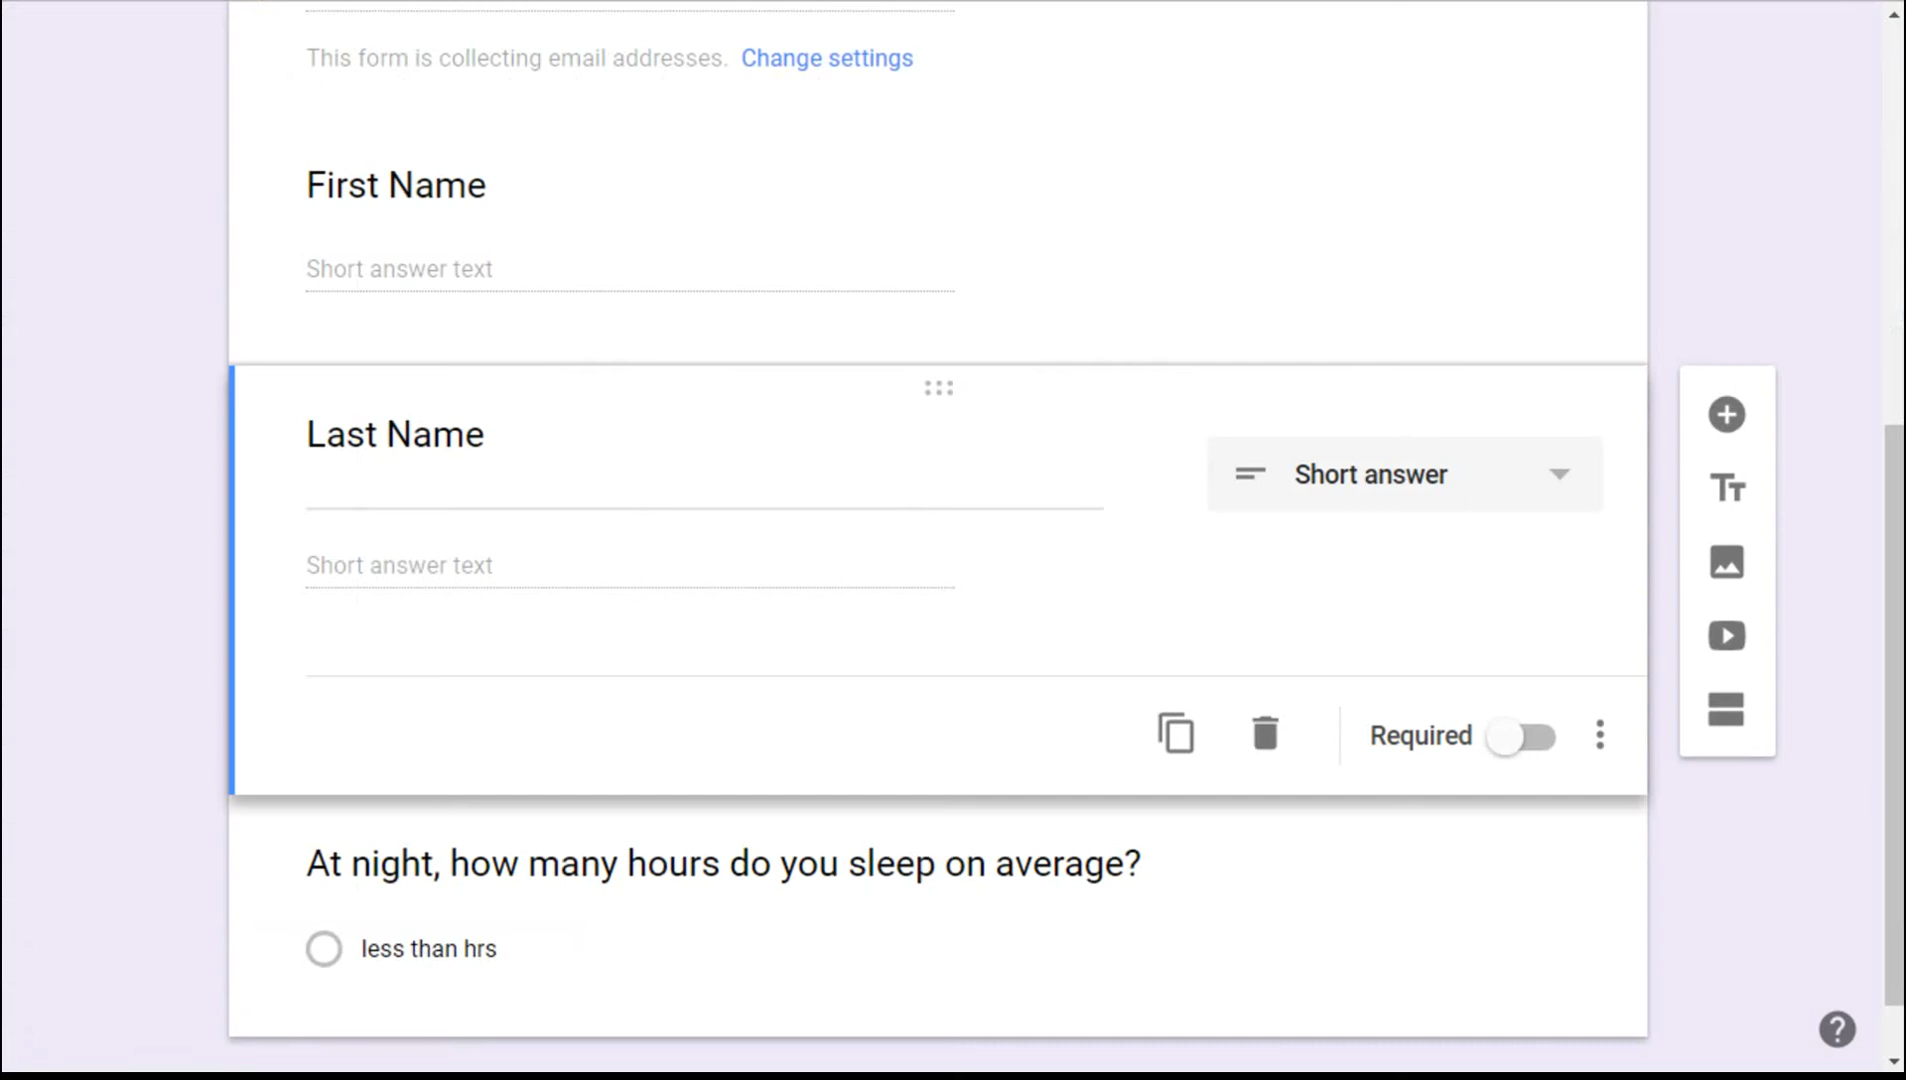 This form is collecting email addresses. Change settings
First Name
Short answer text
Last Name
Short answer
Short answer text
Required
At night, how many hours do you sleep on average?
less than hrs